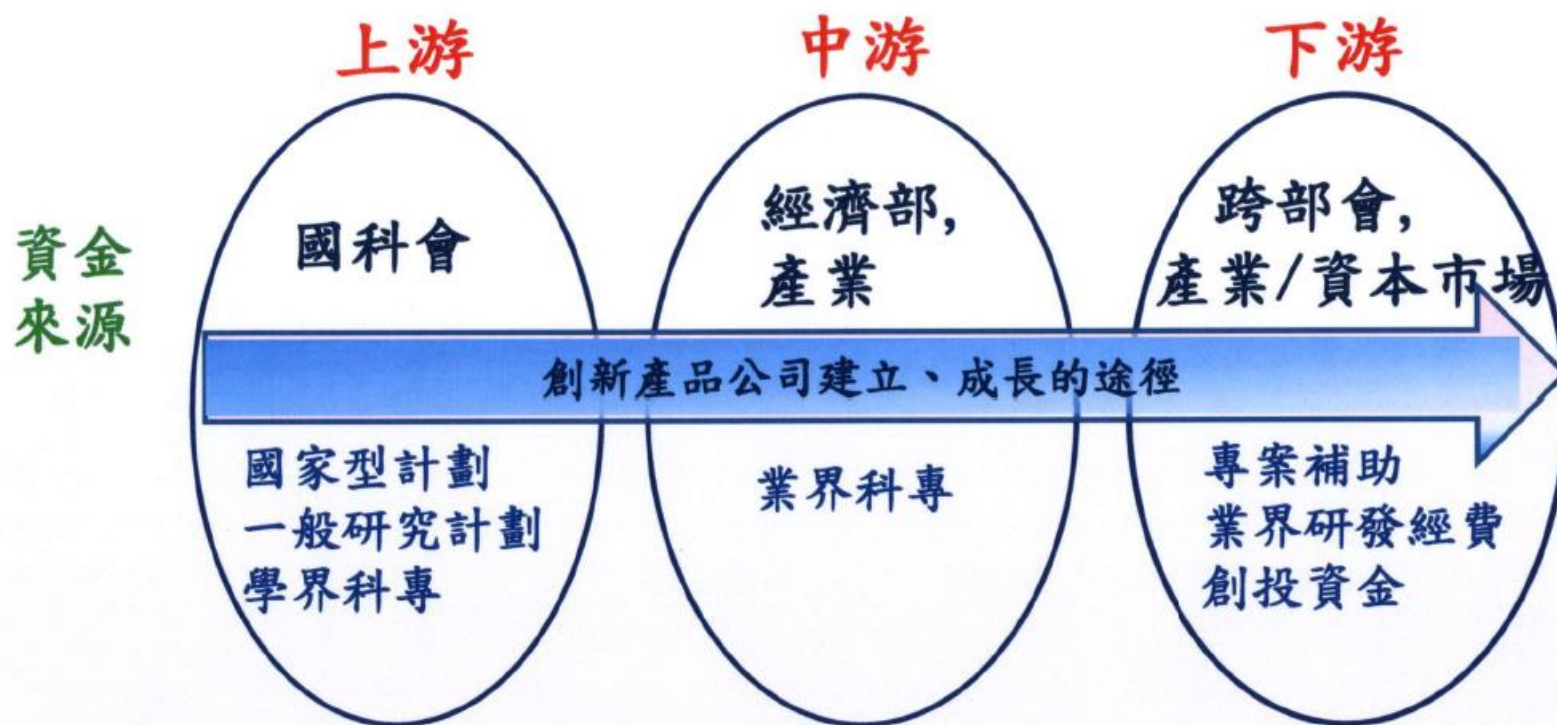 上游
中游
下游
資金
來源
國科會
經濟部,
產業
跨部會,
產業/資本市場
創新產品公司建立、成長的途徑
國家型計劃
一般研究計劃
學界科專
業界科專
專案補助
業界研發經費
創投資金